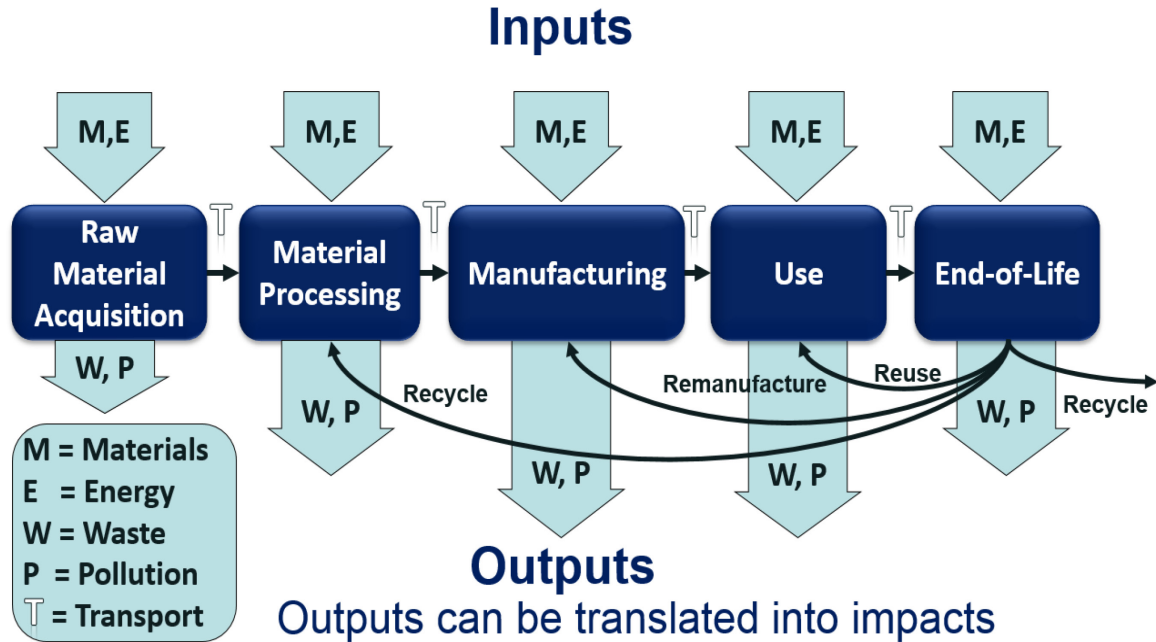 Inputs
M,E
M,E
M,E
M,E
M,E
Raw
Material
Acquisition
T
Material
Processing
T
Manufacturing
T
Use
T
End-of-Life
W, P
Recycle
Remanufacture
Reuse
Recycle
W, P
W, P
W, P
W, P
M = Materials
E = Energy
W = Waste
P = Pollution
T = Transport
Outputs
Outputs can be translated into impacts